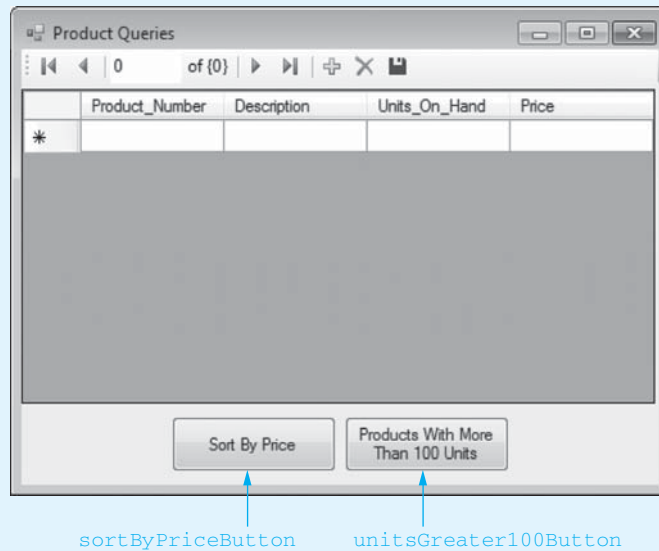 Product Queries
0 of {0}
Product_Number Description Units_On_Hand Price
Sort By Price
Products With More
Than 100 Units
sortByPriceButton unitsGreater100Button